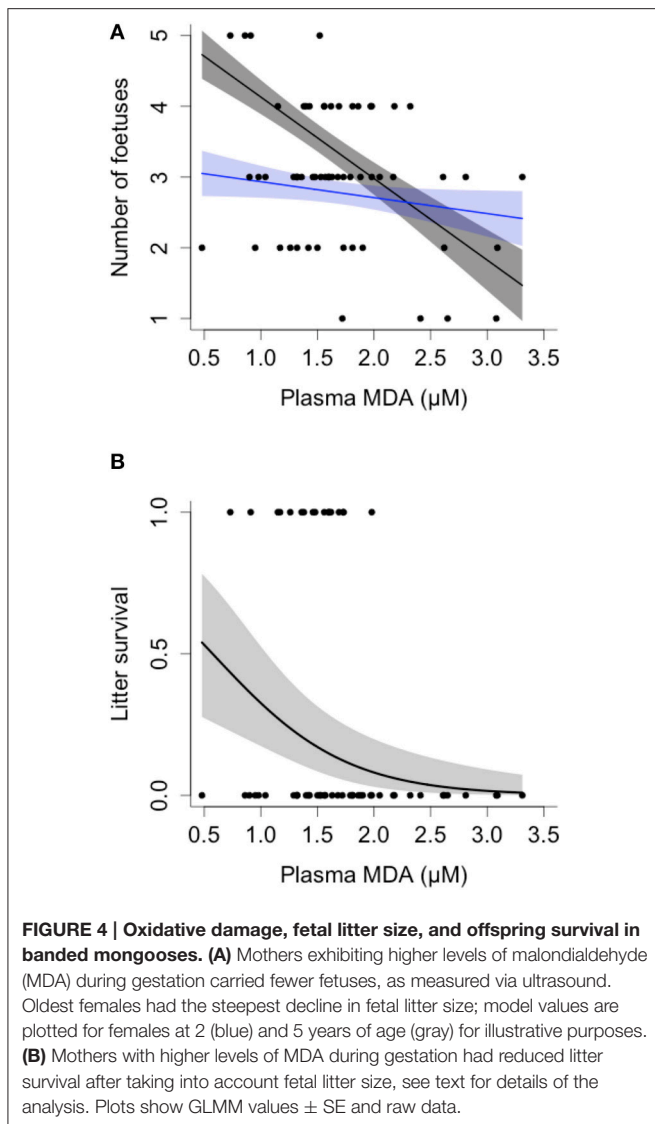 A
5
4
3
2
1
Number of foetuses
0.5 1.0 1.5 2.0 2.5 3.0 3.5
Plasma MDA (µM)
B
1.0
0.5
0.0
Litter survival
0.5 1.0 1.5 2.0 2.5 3.0 3.5
Plasma MDA (µM)
FIGURE 4 | Oxidative damage, fetal litter size, and offspring survival in
banded mongooses. (A) Mothers exhibiting higher levels of malondialdehyde
(MDA) during gestation carried fewer fetuses, as measured via ultrasound.
Oldest females had the steepest decline in fetal litter size; model values are
plotted for females at 2 (blue) and 5 years of age (gray) for illustrative purposes.
(B) Mothers with higher levels of MDA during gestation had reduced litter
survival after taking into account fetal litter size, see text for details of the
analysis. Plots show GLMM values ± SE and raw data.